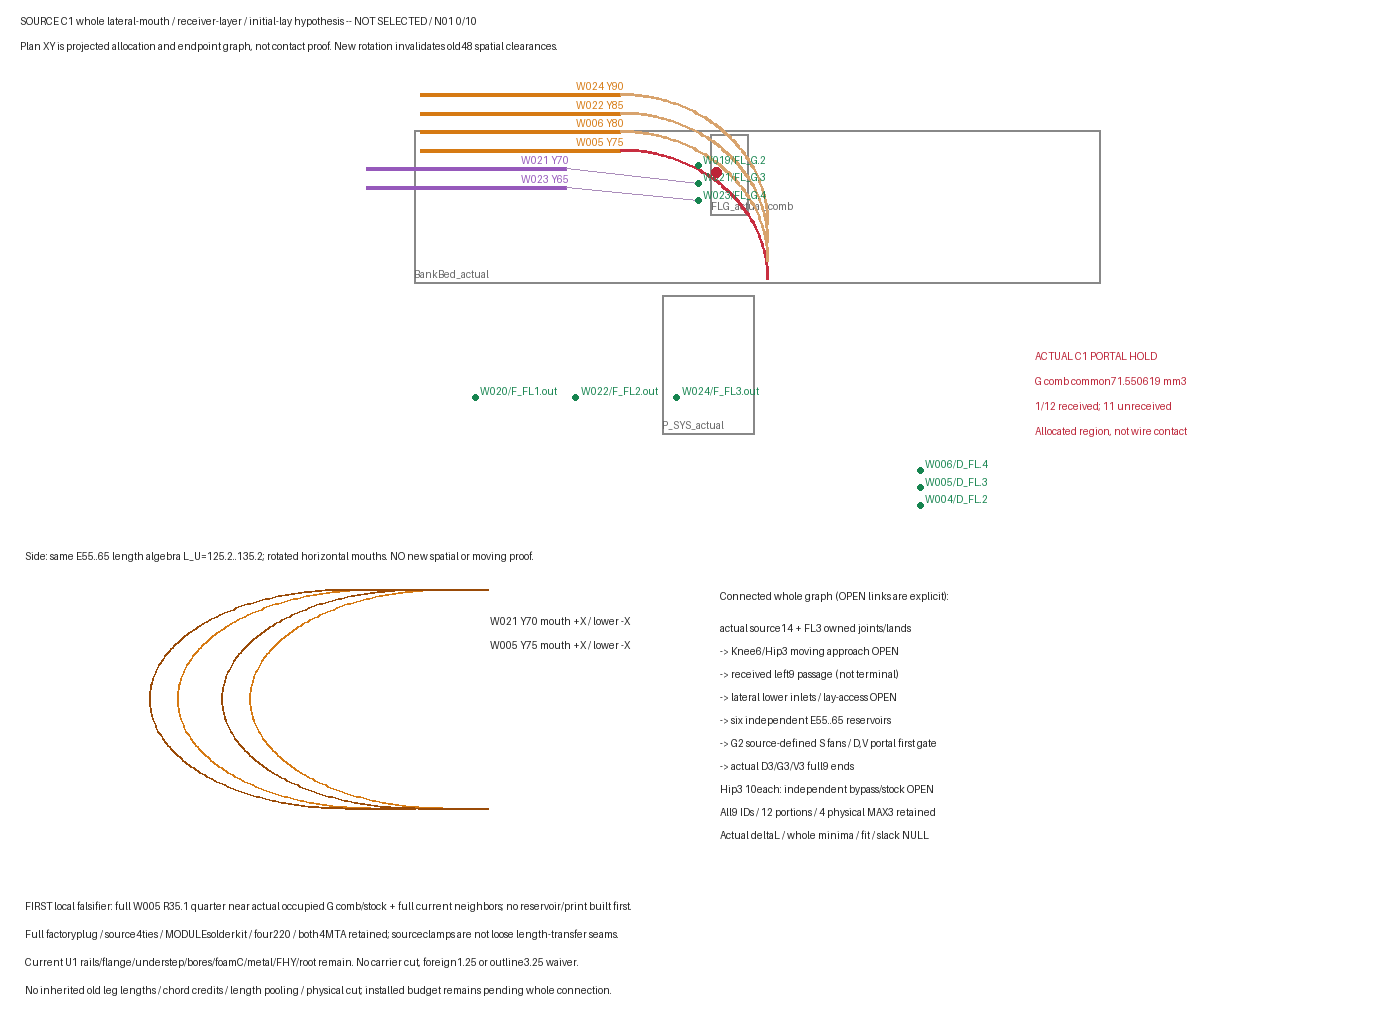 SOURCE C1 whole lateral-mouth / receiver-layer / initial-lay hypothesis -- NOT SELECTED / N01 0/10
Plan XY is projected allocation and endpoint graph, not contact proof. New rotation invalidates old48 spatial clearances.
W024 Y90
W022 Y85
W006 Y80
W005 Y75
W021 Y70
W023 Y65
W019/FL_G.2
W021/FL_G.3
W023/FL_G.4
FLG_actual_comb
BankBed_actual
ACTUAL C1 PORTAL HOLD
G comb common71.550619 mm3
1/12 received; 11 unreceived
Allocated region, not wire contact
W020/F_FL1.out
W022/F_FL2.out
W024/F_FL3.out
P_SYS_actual
W006/D_FL.4
W005/D_FL.3
W004/D_FL.2
Side: same E55..65 length algebra L_U=125.2..135.2; rotated horizontal mouths. NO new spatial or moving proof.
W021 Y70 mouth +X / lower -X
W005 Y75 mouth +X / lower -X
Connected whole graph (OPEN links are explicit):
actual source14 + FL3 owned joints/lands
-> Knee6/Hip3 moving approach OPEN
-> received left9 passage (not terminal)
-> lateral lower inlets / lay-access OPEN
-> six independent E55..65 reservoirs
-> G2 source-defined S fans / D,V portal first gate
-> actual D3/G3/V3 full9 ends
Hip3 10each: independent bypass/stock OPEN
All9 IDs / 12 portions / 4 physical MAX3 retained
Actual deltaL / whole minima / fit / slack NULL
FIRST local falsifier: full W005 R35.1 quarter near actual occupied G comb/stock + full current neighbors; no reservoir/print built first.
Full factoryplug / source4ties / MODULEsolderkit / four220 / both4MTA retained; sourceclamps are not loose length-transfer seams.
Current U1 rails/flange/understep/bores/foamC/metal/FHY/root remain. No carrier cut, foreign1.25 or outline3.25 waiver.
No inherited old leg lengths / chord credits / length pooling / physical cut; installed budget remains pending whole connection.